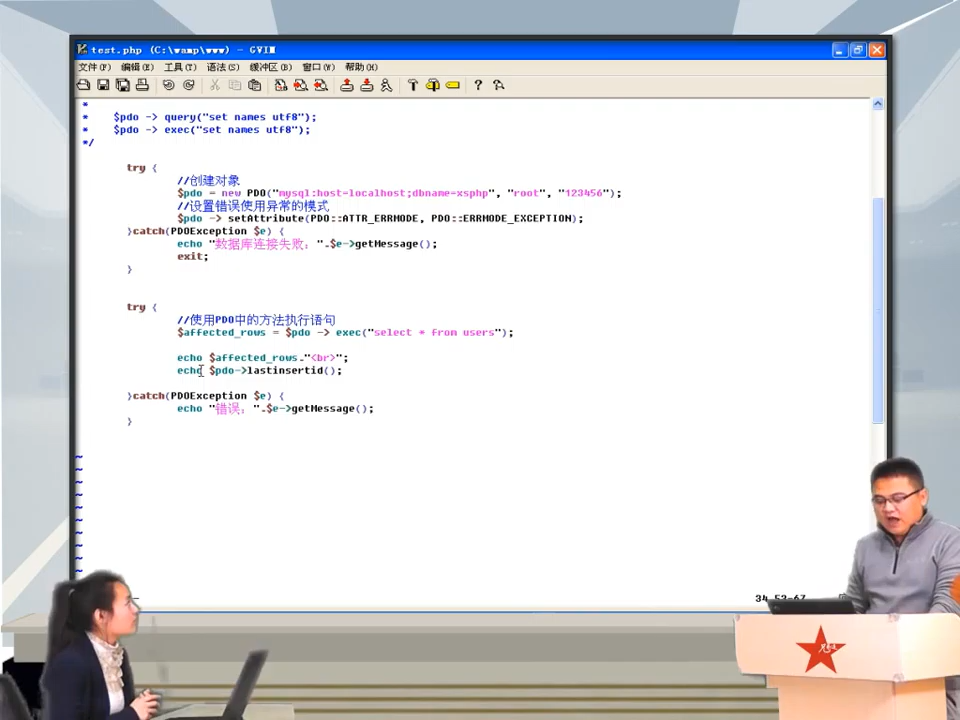 test.php (C:\wamp\www) - GVIM
文件(F) 编辑(E) 工具(T) 语法(S) 缓冲区(B) 窗口(W) 帮助(H)
*
* $pdo -> query("set names utf8");
* $pdo -> exec("set names utf8");
*/
try {
//创建对象
$pdo = new PDO("mysql:host=localhost;dbname=xsphp", "root", "123456");
//设置错误使用异常的模式
$pdo -> setAttribute(PDO::ATTR_ERRMODE, PDO::ERRMODE_EXCEPTION);
}catch(PDOException $e) {
echo "数据库连接失败：".$e->getMessage();
exit;
}
try {
//使用PDO中的方法执行语句
$affected_rows = $pdo -> exec("select * from users");
echo $affected_rows."<br>";
echo $pdo->lastinsertid();
}catch(PDOException $e) {
echo "错误：".$e->getMessage();
}
~
~
~
~
~
~
~
~
~
~
34,52-67